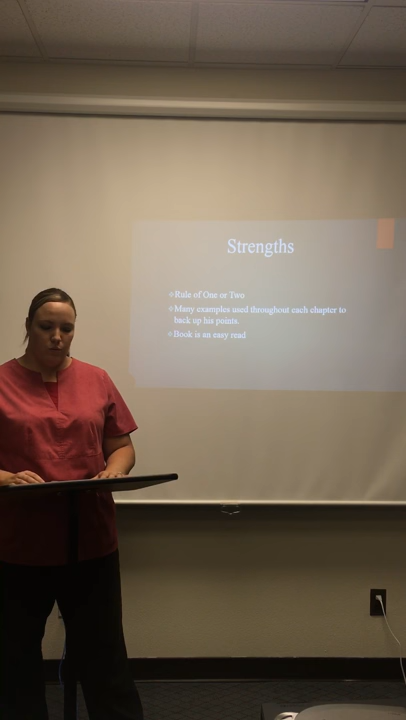 Strengths
Rule of One or Two
Many examples used throughout each chapter to
back up his points.
Book is an easy read